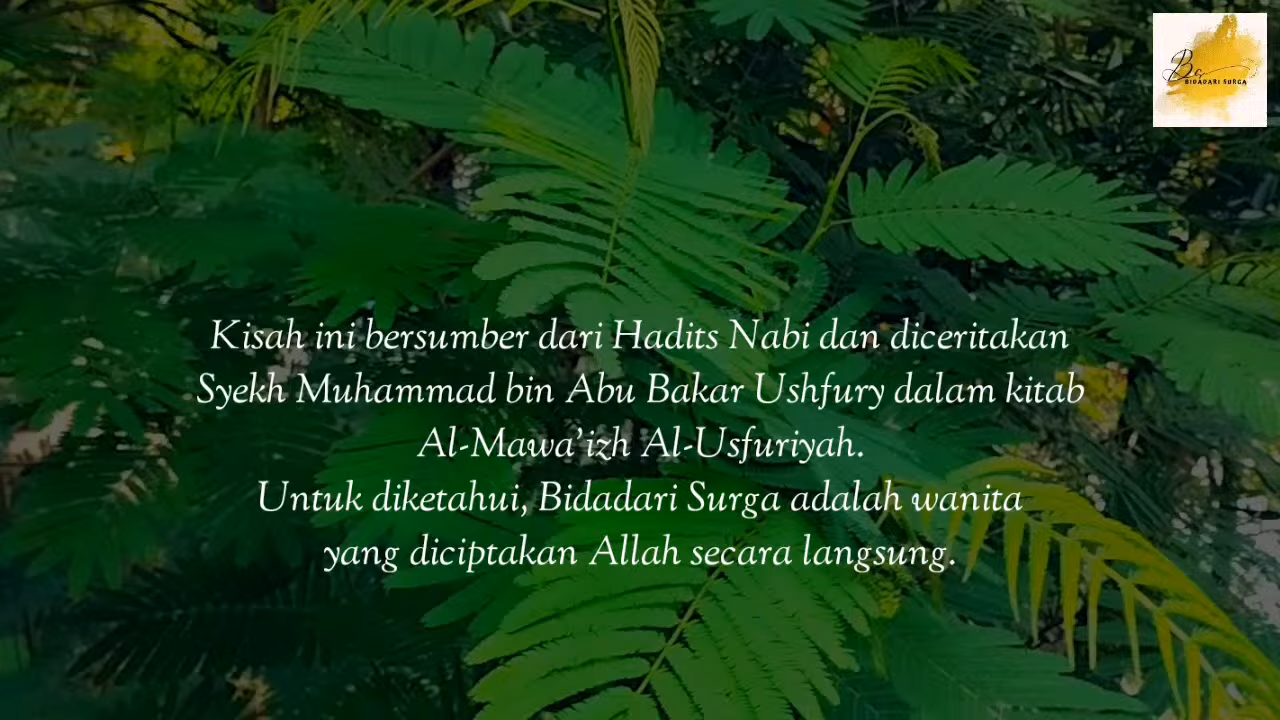 BIDADARI SURGA
Kisah ini bersumber dari Hadits Nabi dan diceritakan
Syekh Muhammad bin Abu Bakar Ushfury dalam kitab
Al-Mawa’izh Al-Usfuriyah.
Untuk diketahui, Bidadari Surga adalah wanita
yang diciptakan Allah secara langsung.